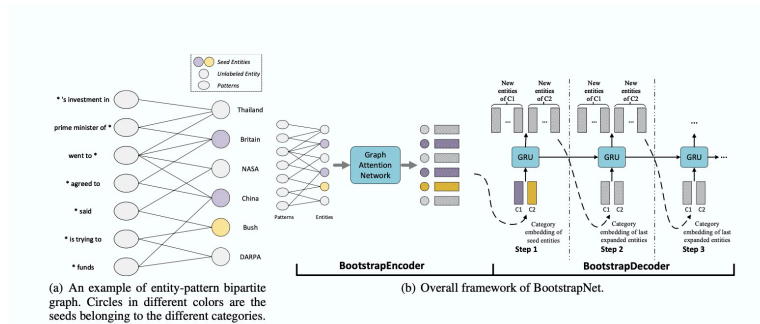 Seed Entities
Unlabeled Entity
Patterns
* 's investment in
prime minister of *
went to *
* agreed to
* said
* is trying to
* funds
Thailand
Britain
NASA
China
Bush
DARPA
(a) An example of entity-pattern bipartite
graph. Circles in different colors are the
seeds belonging to the different categories.
Patterns
Entities
Graph
Attention
Network
BootstrapEncoder
New
entities
of C1
New
entities
of C2
...
...
GRU
C1
C2
Category
embedding of
seed entities
Step 1
New
entities
of C1
New
entities
of C2
...
...
GRU
C1
C2
Category
embedding of last
expanded entities
Step 2
...
GRU
...
C1
C2
Category
embedding of last
expanded entities
Step 3
BootstrapDecoder
(b) Overall framework of BootstrapNet.